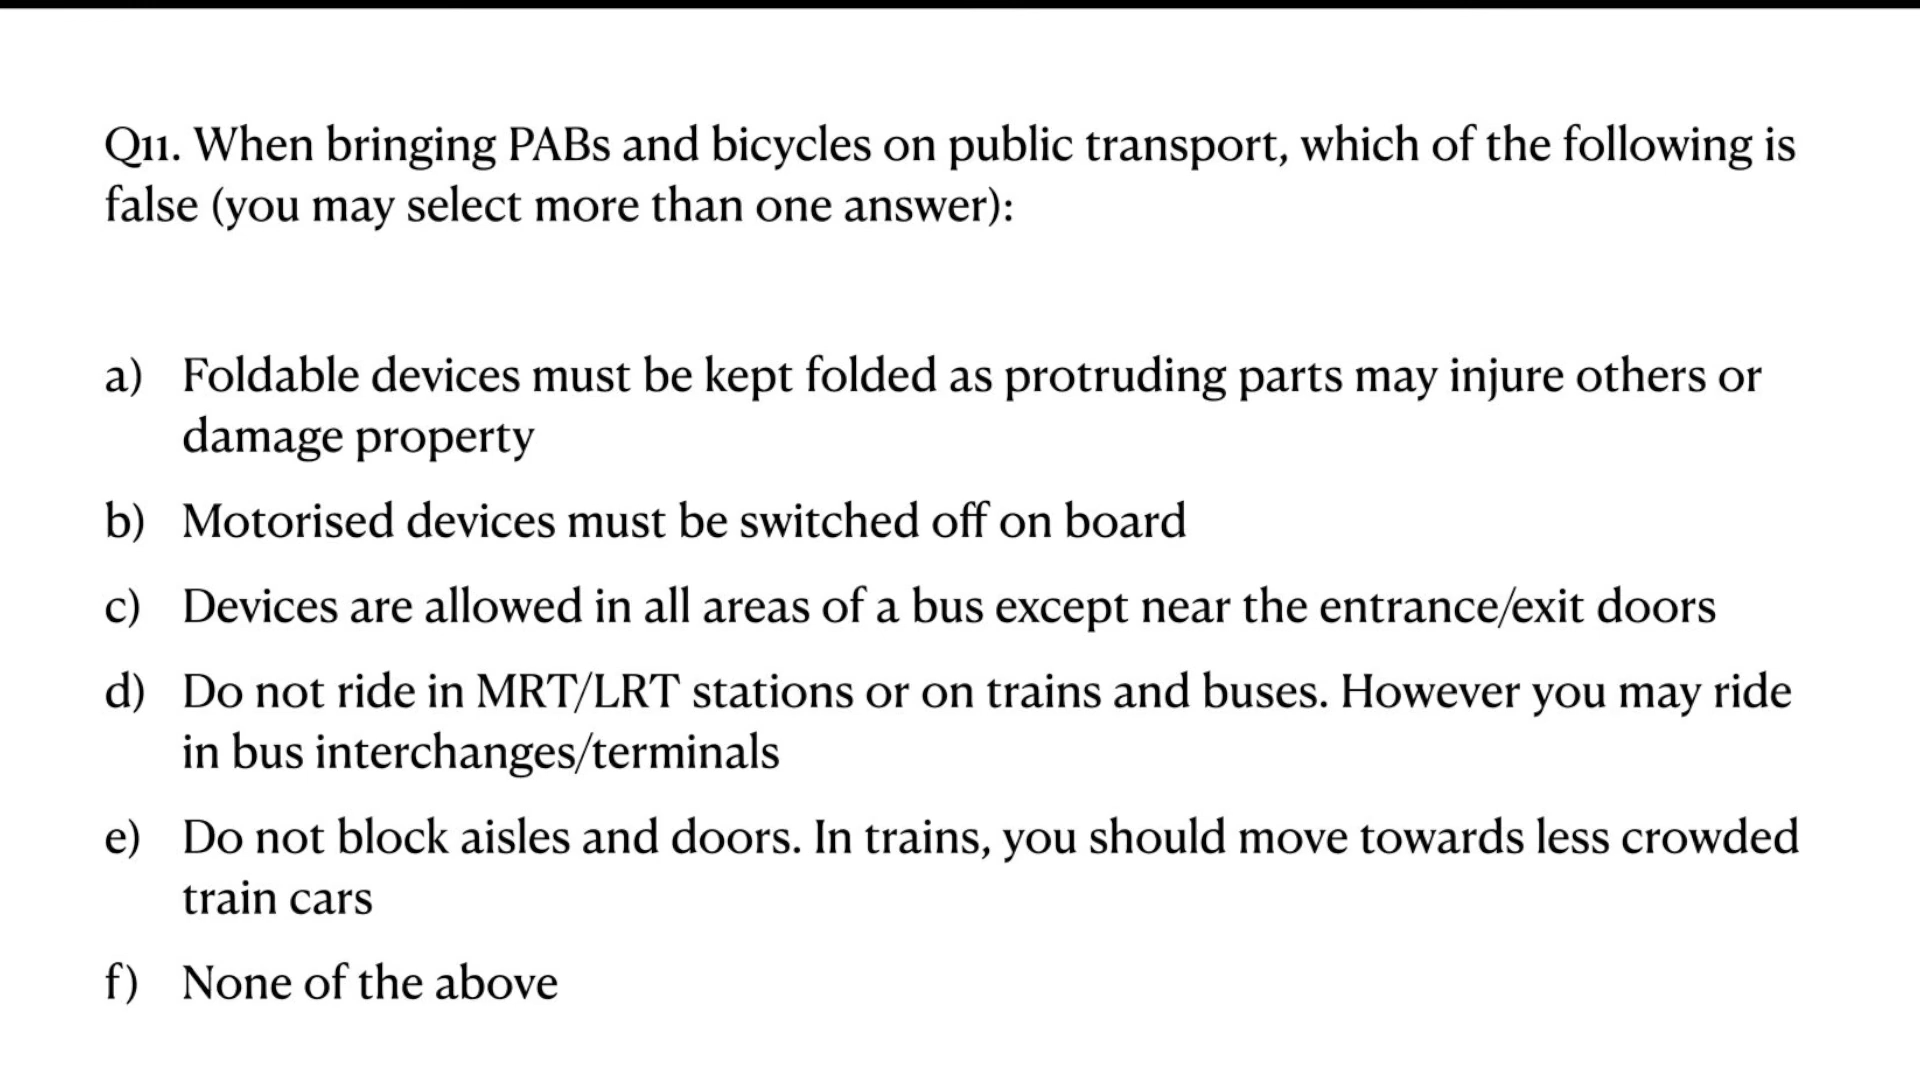 Q11. When bringing PABs and bicycles on public transport, which of the following is
false (you may select more than one answer):
a) Foldable devices must be kept folded as protruding parts may injure others or
damage property
b) Motorised devices must be switched off on board
c) Devices are allowed in all areas of a bus except near the entrance/exit doors
d) Do not ride in MRT/LRT stations or on trains and buses. However you may ride
in bus interchanges/terminals
e) Do not block aisles and doors. In trains, you should move towards less crowded
train cars
f) None of the above